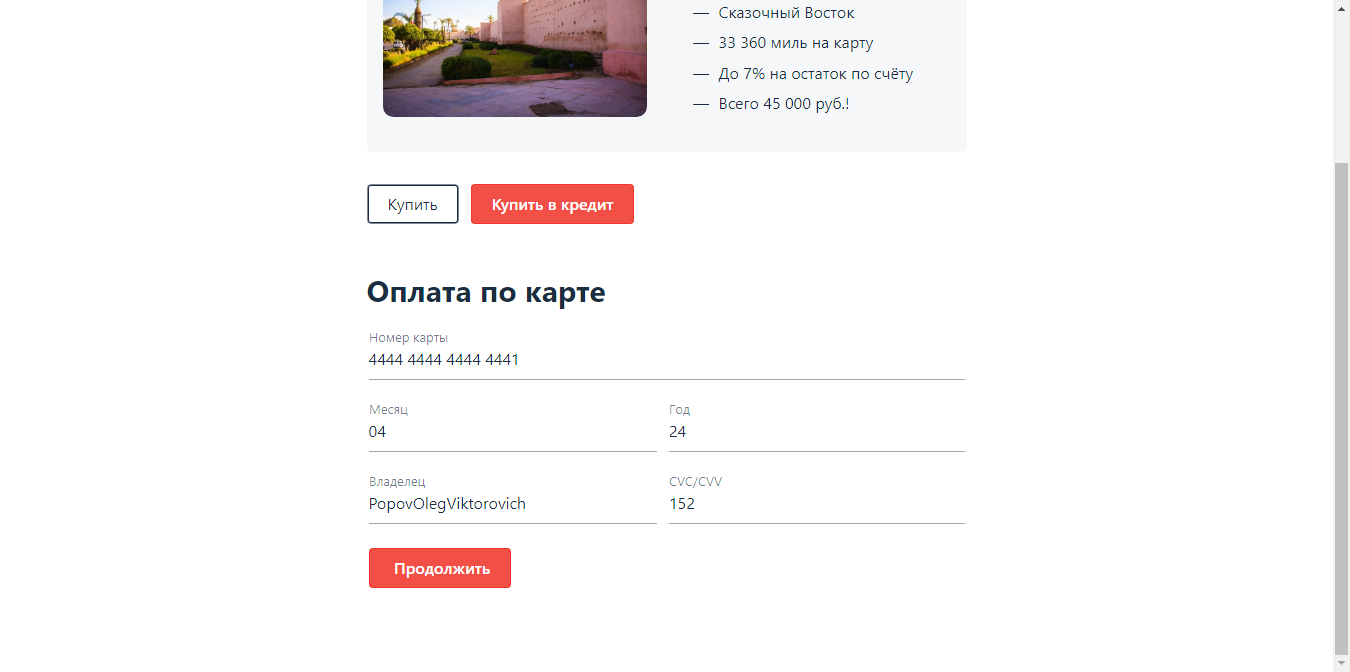 — Сказочный Восток
— 33 360 миль на карту
— До 7% на остаток по счёту
— Всего 45 000 руб.!
Купить Купить в кредит
Оплата по карте
Номер карты
4444 4444 4444 4441
Месяц Год
04 24
Владелец CVC/CVV
PopovOlegViktorovich 152
Продолжить